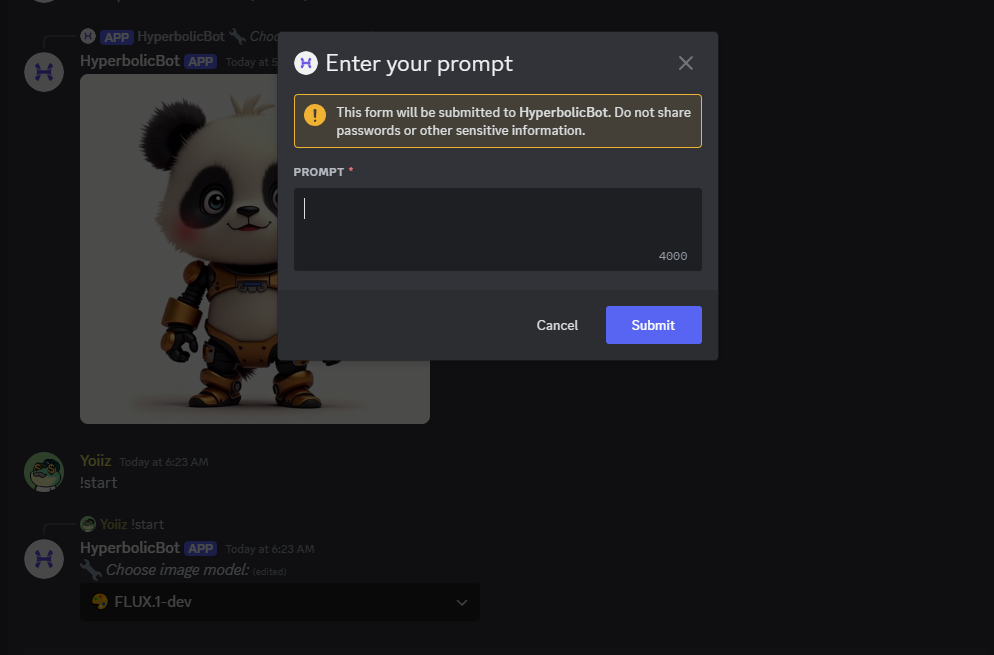 APP HyperbolicBot Choo
HyperbolicBot APP Today at 5
Enter your prompt
This form will be submitted to HyperbolicBot. Do not share
passwords or other sensitive information.
PROMPT *
4000
Cancel
Submit
Yoiiz Today at 6:23 AM
!start
Yoiiz !start
HyperbolicBot APP Today at 6:23 AM
Choose image model: (edited)
FLUX.1-dev